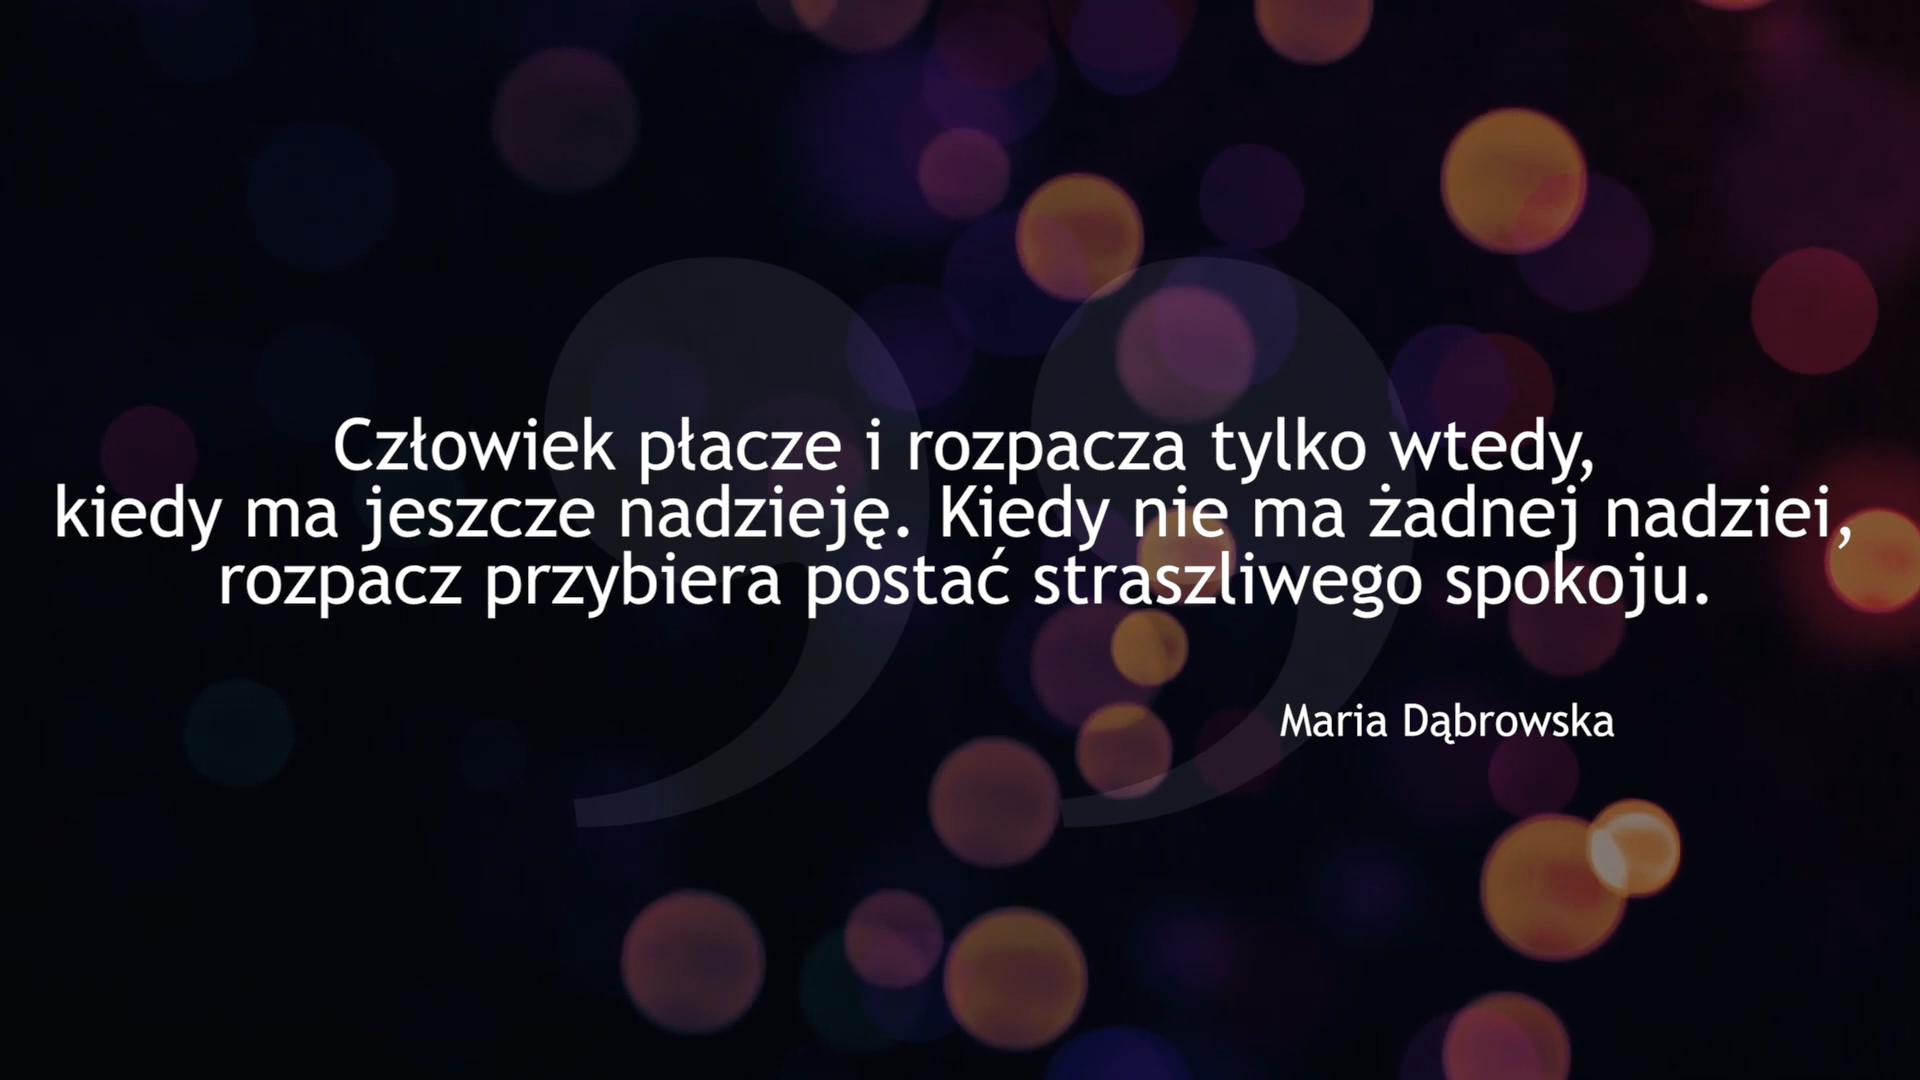 Człowiek płacze i rozpacza tylko wtedy,
kiedy ma jeszcze nadzieję. Kiedy nie ma żadnej nadziei,
rozpacz przybiera postać straszliwego spokoju.
Maria Dąbrowska